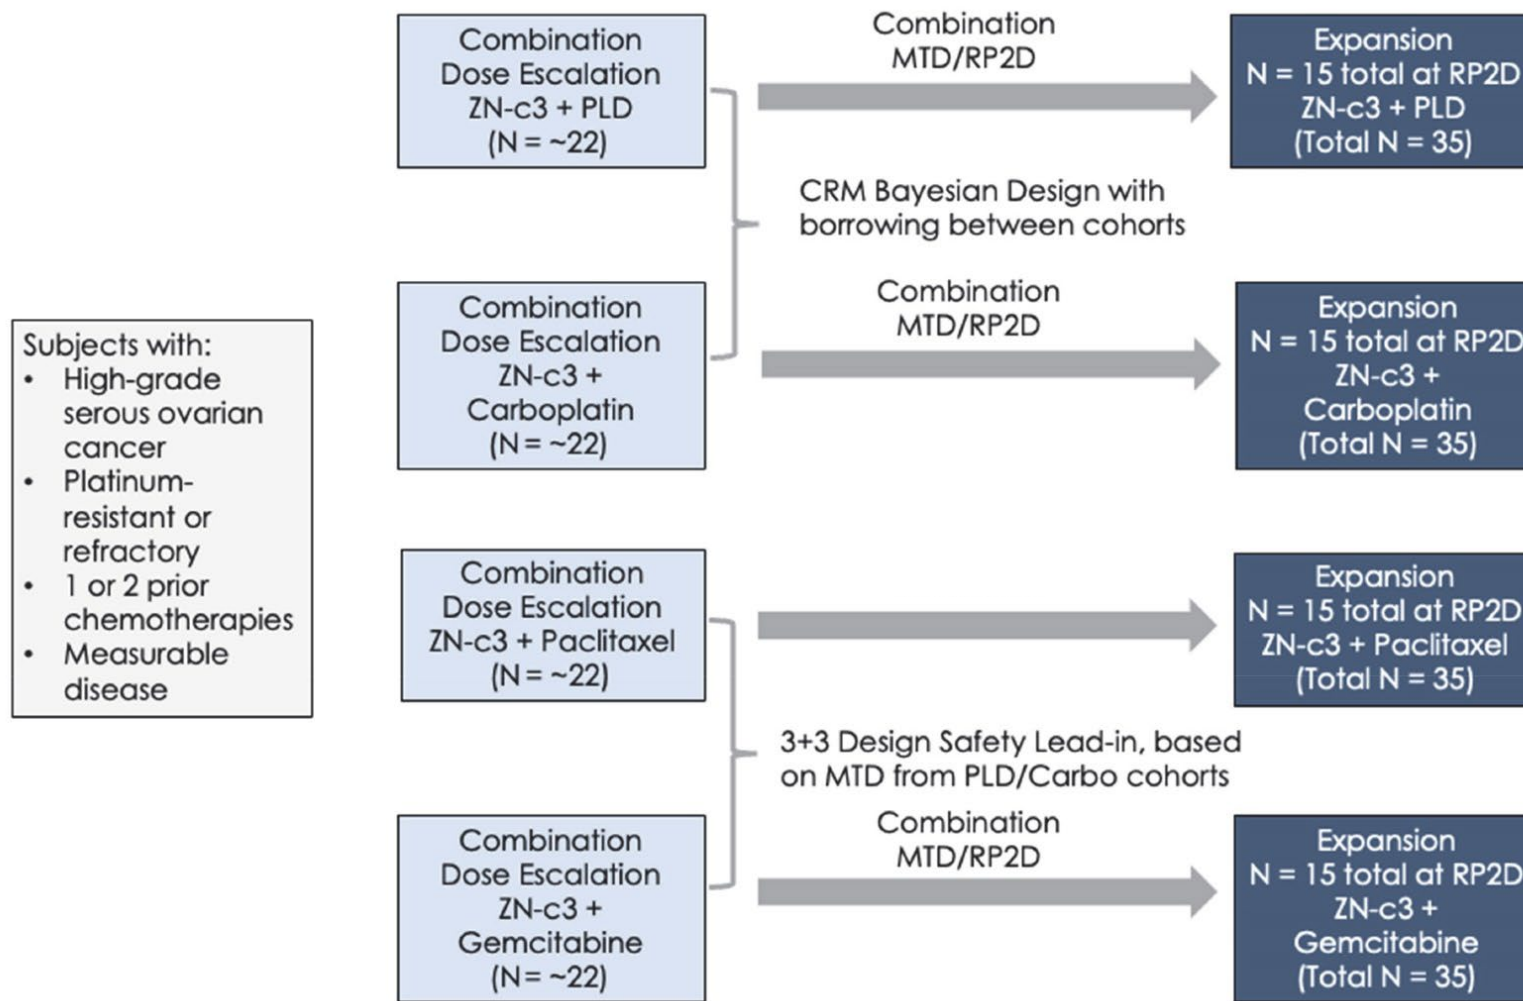 Subjects with:
• High-grade
serous ovarian
cancer
• Platinum-
resistant or
refractory
• 1 or 2 prior
chemotherapies
• Measurable
disease
Combination
Dose Escalation
ZN-c3 + PLD
(N = ~22)
Combination
MTD/RP2D
Expansion
N = 15 total at RP2D
ZN-c3 + PLD
(Total N = 35)
CRM Bayesian Design with
borrowing between cohorts
Combination
Dose Escalation
ZN-c3 +
Carboplatin
(N = ~22)
Combination
MTD/RP2D
Expansion
N = 15 total at RP2D
ZN-c3 +
Carboplatin
(Total N = 35)
Combination
Dose Escalation
ZN-c3 + Paclitaxel
(N = ~22)
Expansion
N = 15 total at RP2D
ZN-c3 + Paclitaxel
(Total N = 35)
3+3 Design Safety Lead-in, based
on MTD from PLD/Carbo cohorts
Combination
Dose Escalation
ZN-c3 +
Gemcitabine
(N = ~22)
Combination
MTD/RP2D
Expansion
N = 15 total at RP2D
ZN-c3 +
Gemcitabine
(Total N = 35)